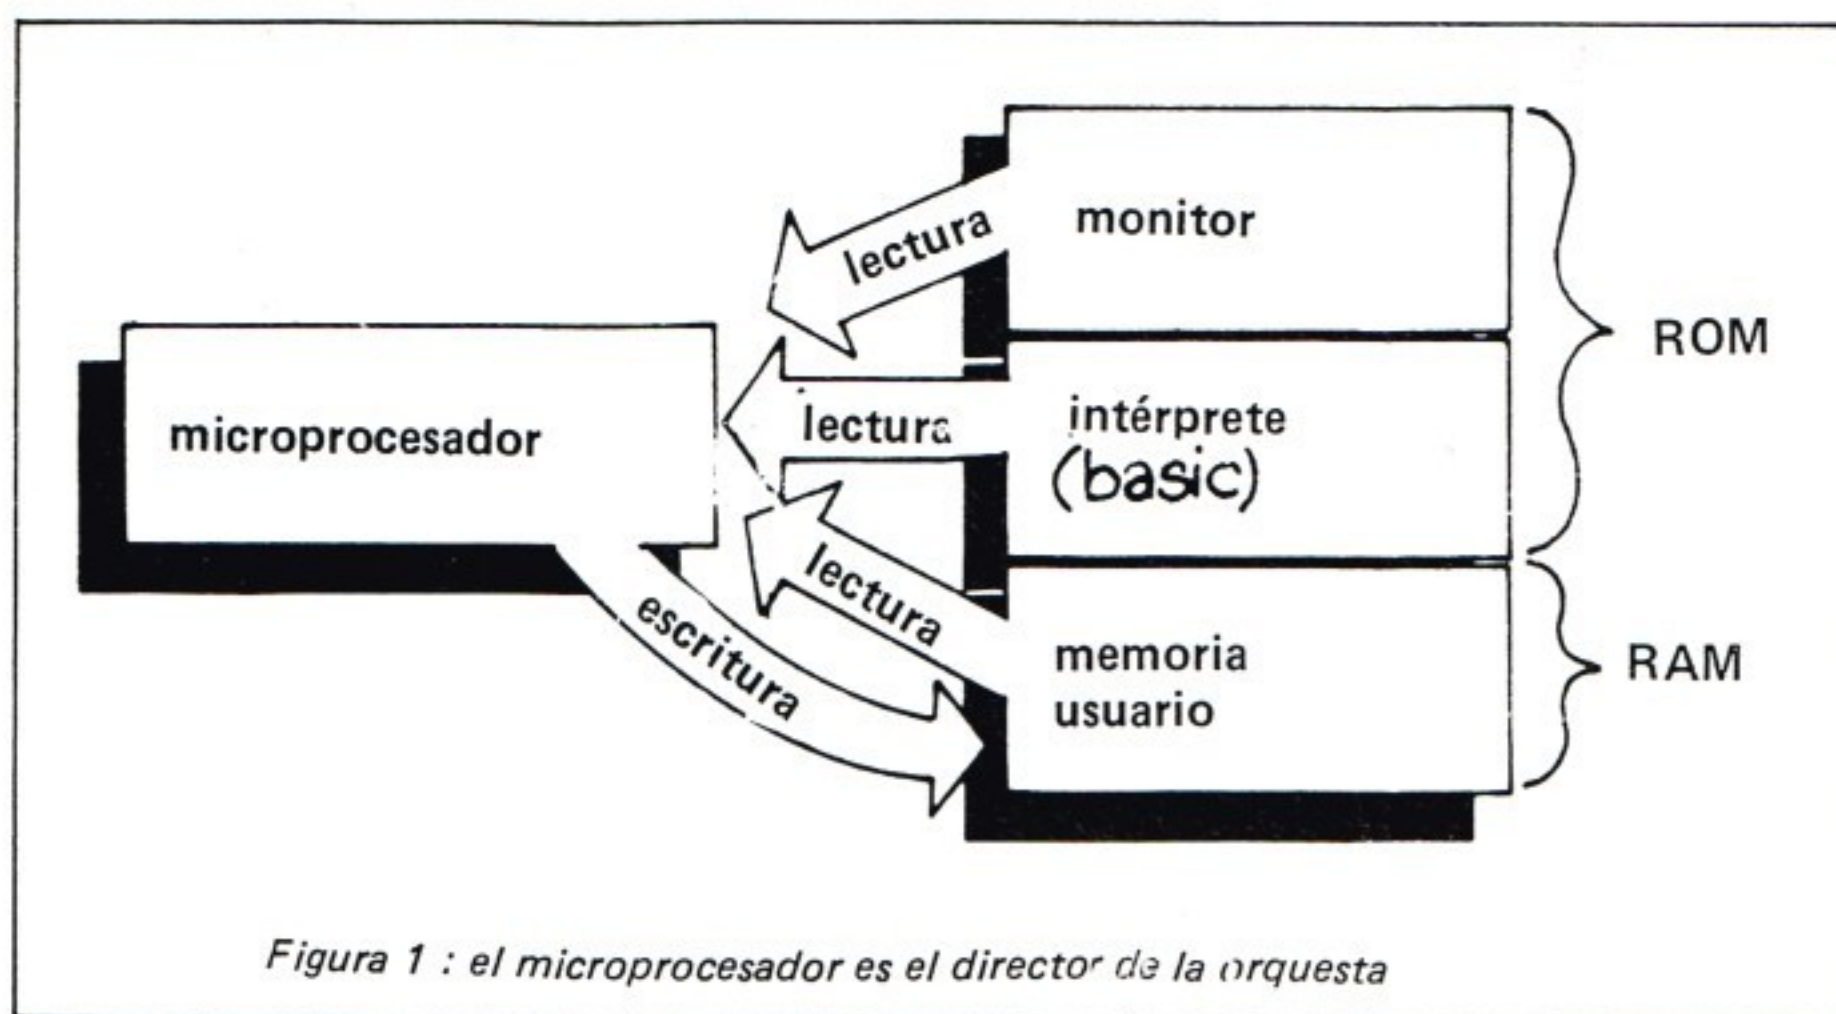 monitor
lectura
ROM
microprocesador
lectura
intérprete
(basic)
lectura
escritura
memoria
usuario
RAM
Figura 1 : el microprocesador es el director de la orquesta